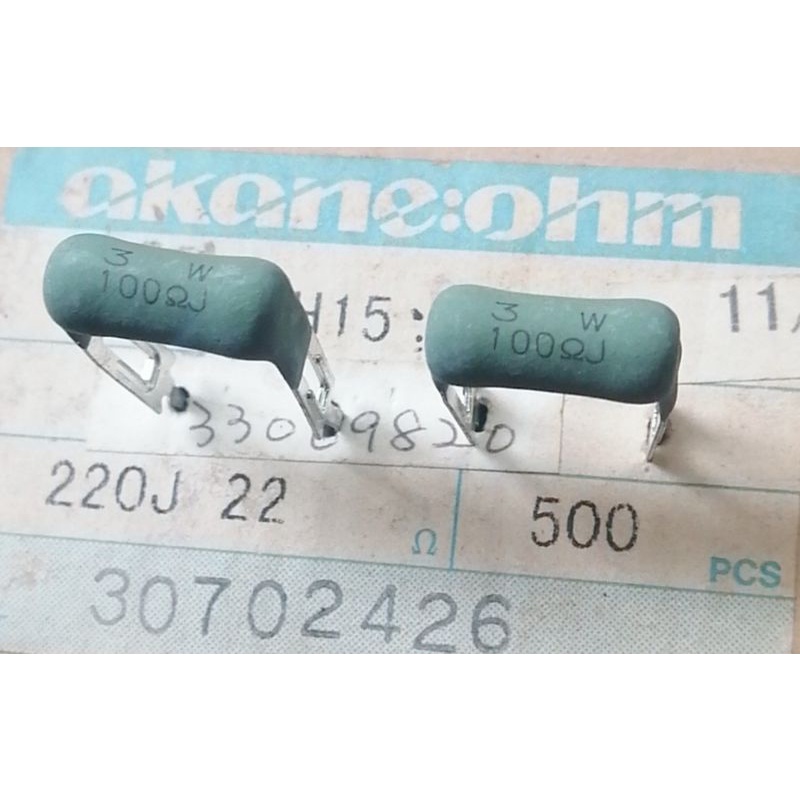 akane:ohm
3 W
100ΩJ
3 W
100ΩJ
H15:
11/
220J 22 Ω
500 PCS
30702426